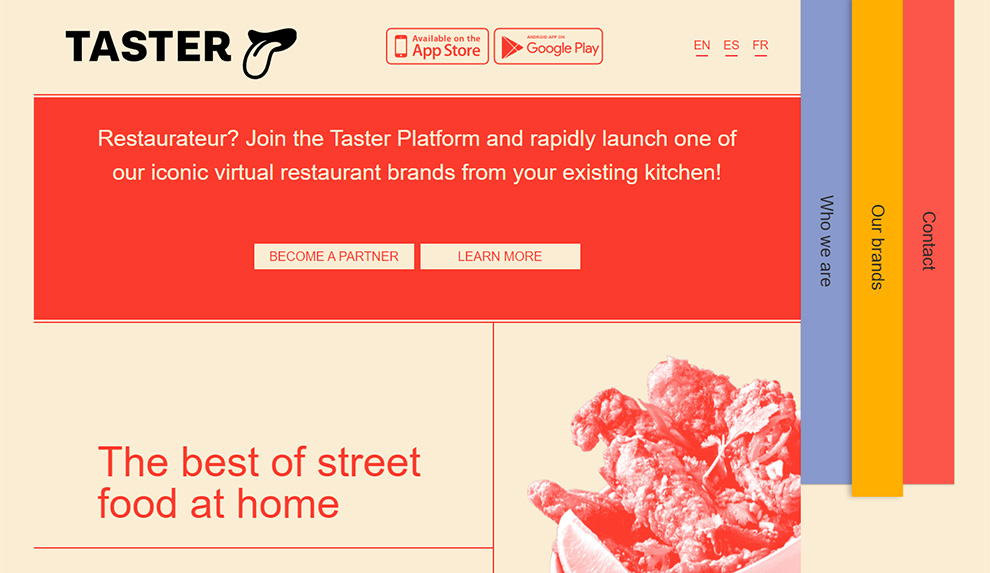 TASTER
Available on the
App Store
ANDROID APP ON
Google Play
EN ES FR
Restaurateur? Join the Taster Platform and rapidly launch one of
our iconic virtual restaurant brands from your existing kitchen!
BECOME A PARTNER
LEARN MORE
The best of street
food at home
Who we are
Our brands
Contact